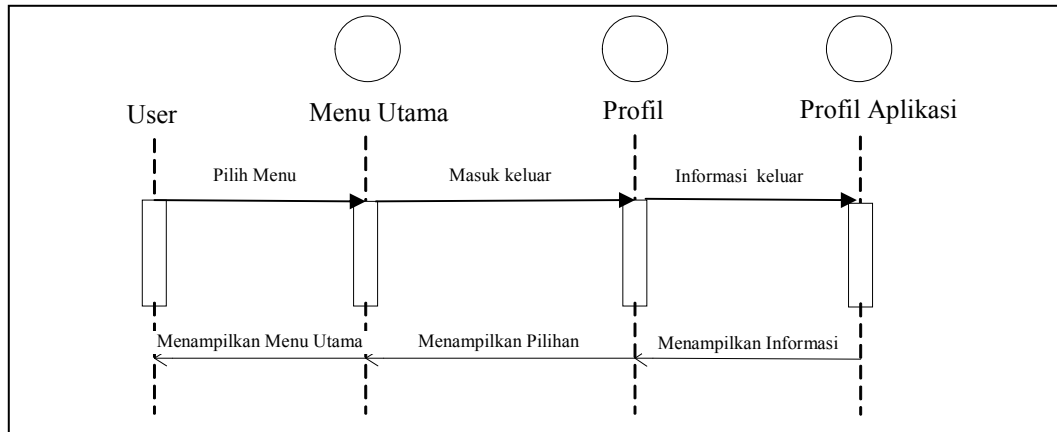 User
Menu Utama
Profil
Profil Aplikasi
Pilih Menu
Masuk keluar
Informasi keluar
Menampilkan Menu Utama
Menampilkan Pilihan
Menampilkan Informasi